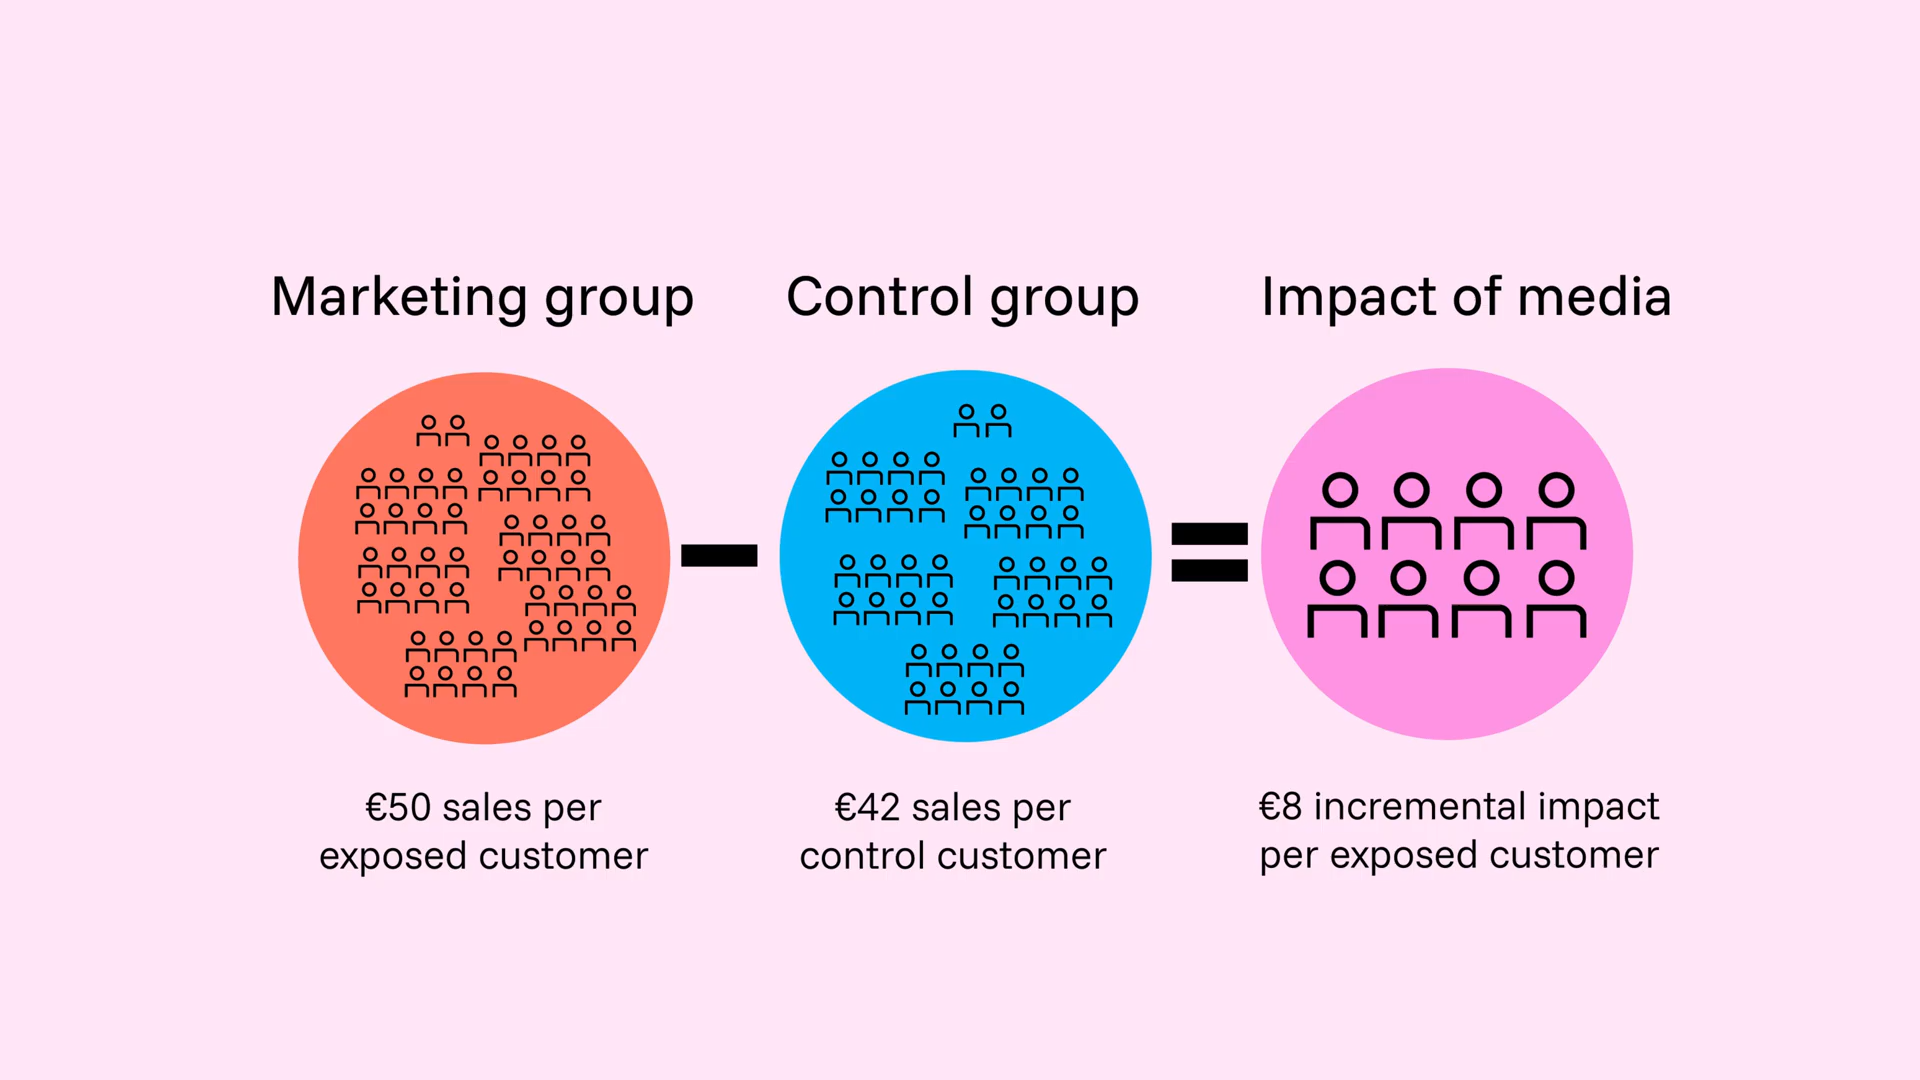 Marketing group
Control group
Impact of media
€50 sales per
exposed customer
€42 sales per
control customer
€8 incremental impact
per exposed customer